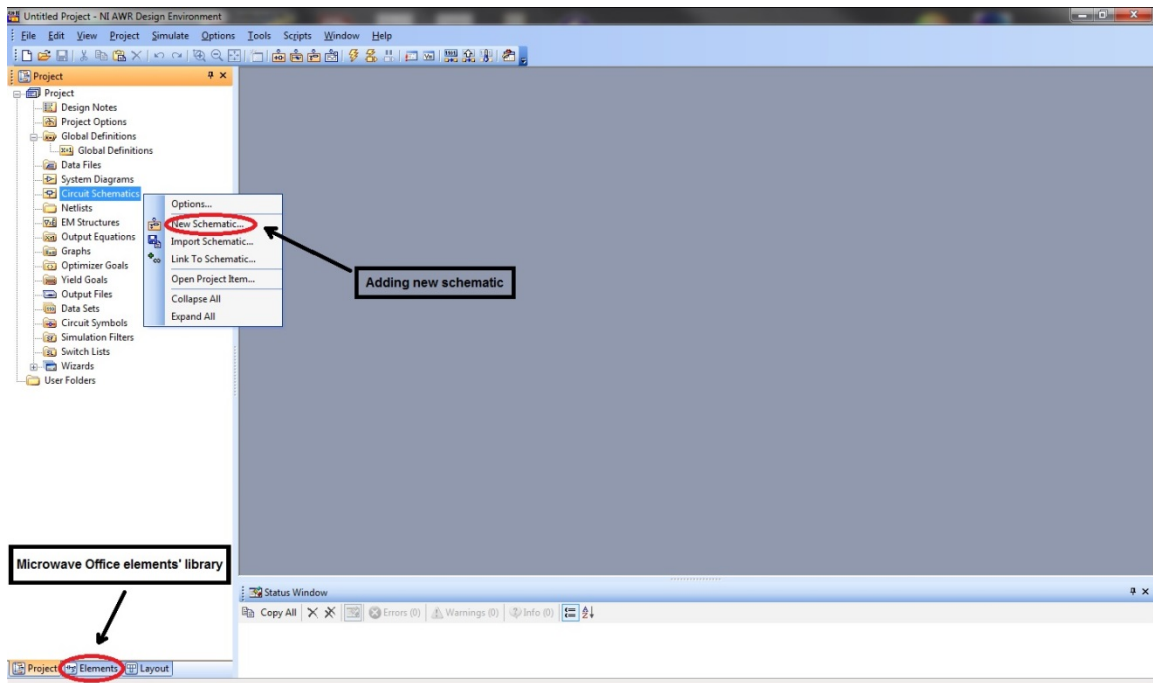 Untitled Project - NI AWR Design Environment
File Edit View Project Simulate Options Tools Scripts Window Help
Project
Project
Design Notes
Project Options
Global Definitions
Global Definitions
Data Files
System Diagrams
Circuit Schematics
Netlists
EM Structures
Output Equations
Graphs
Optimizer Goals
Yield Goals
Output Files
Data Sets
Circuit Symbols
Simulation Filters
Switch Lists
Wizards
User Folders
Options...
New Schematic...
Import Schematic...
Link To Schematic...
Open Project Item...
Collapse All
Expand All
Adding new schematic
Microwave Office elements' library
Status Window
Copy All Errors (0) Warnings (0) Info (0)
Project Elements Layout